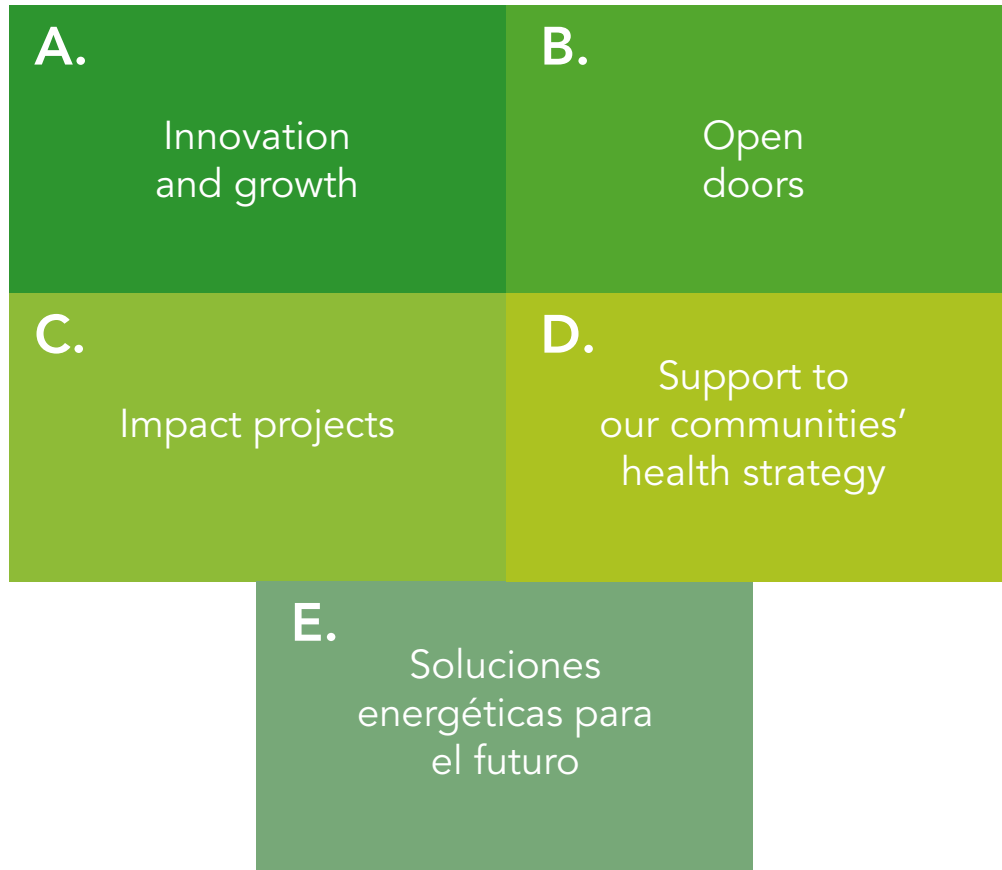 A.
Innovation
and growth
B.
Open
doors
C.
Impact projects
D.
Support to
our communities’
health strategy
E.
Soluciones
energéticas para
el futuro